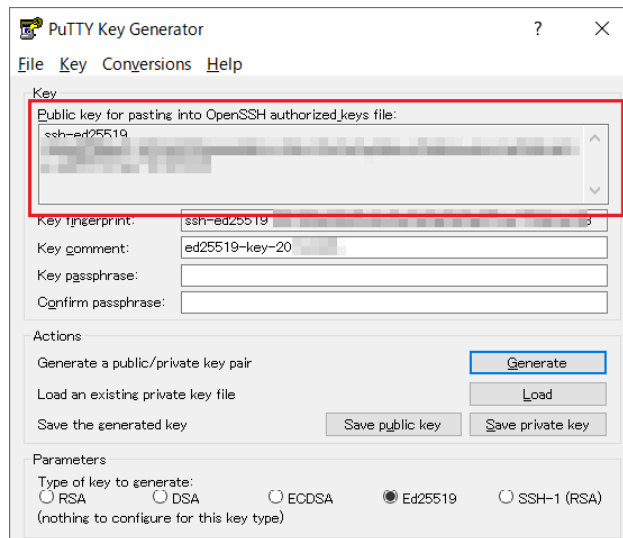 PuTTY Key Generator ? ×
File Key Conversions Help
Key
Public key for pasting into OpenSSH authorized_keys file:
ssh-ed25519
Key fingerprint: ssh-ed25519
Key comment: ed25519-key-20
Key passphrase:
Confirm passphrase:
Actions
Generate a public/private key pair Generate
Load an existing private key file Load
Save the generated key Save public key Save private key
Parameters
Type of key to generate:
RSA DSA ECDSA Ed25519 SSH-1 (RSA)
(nothing to configure for this key type)